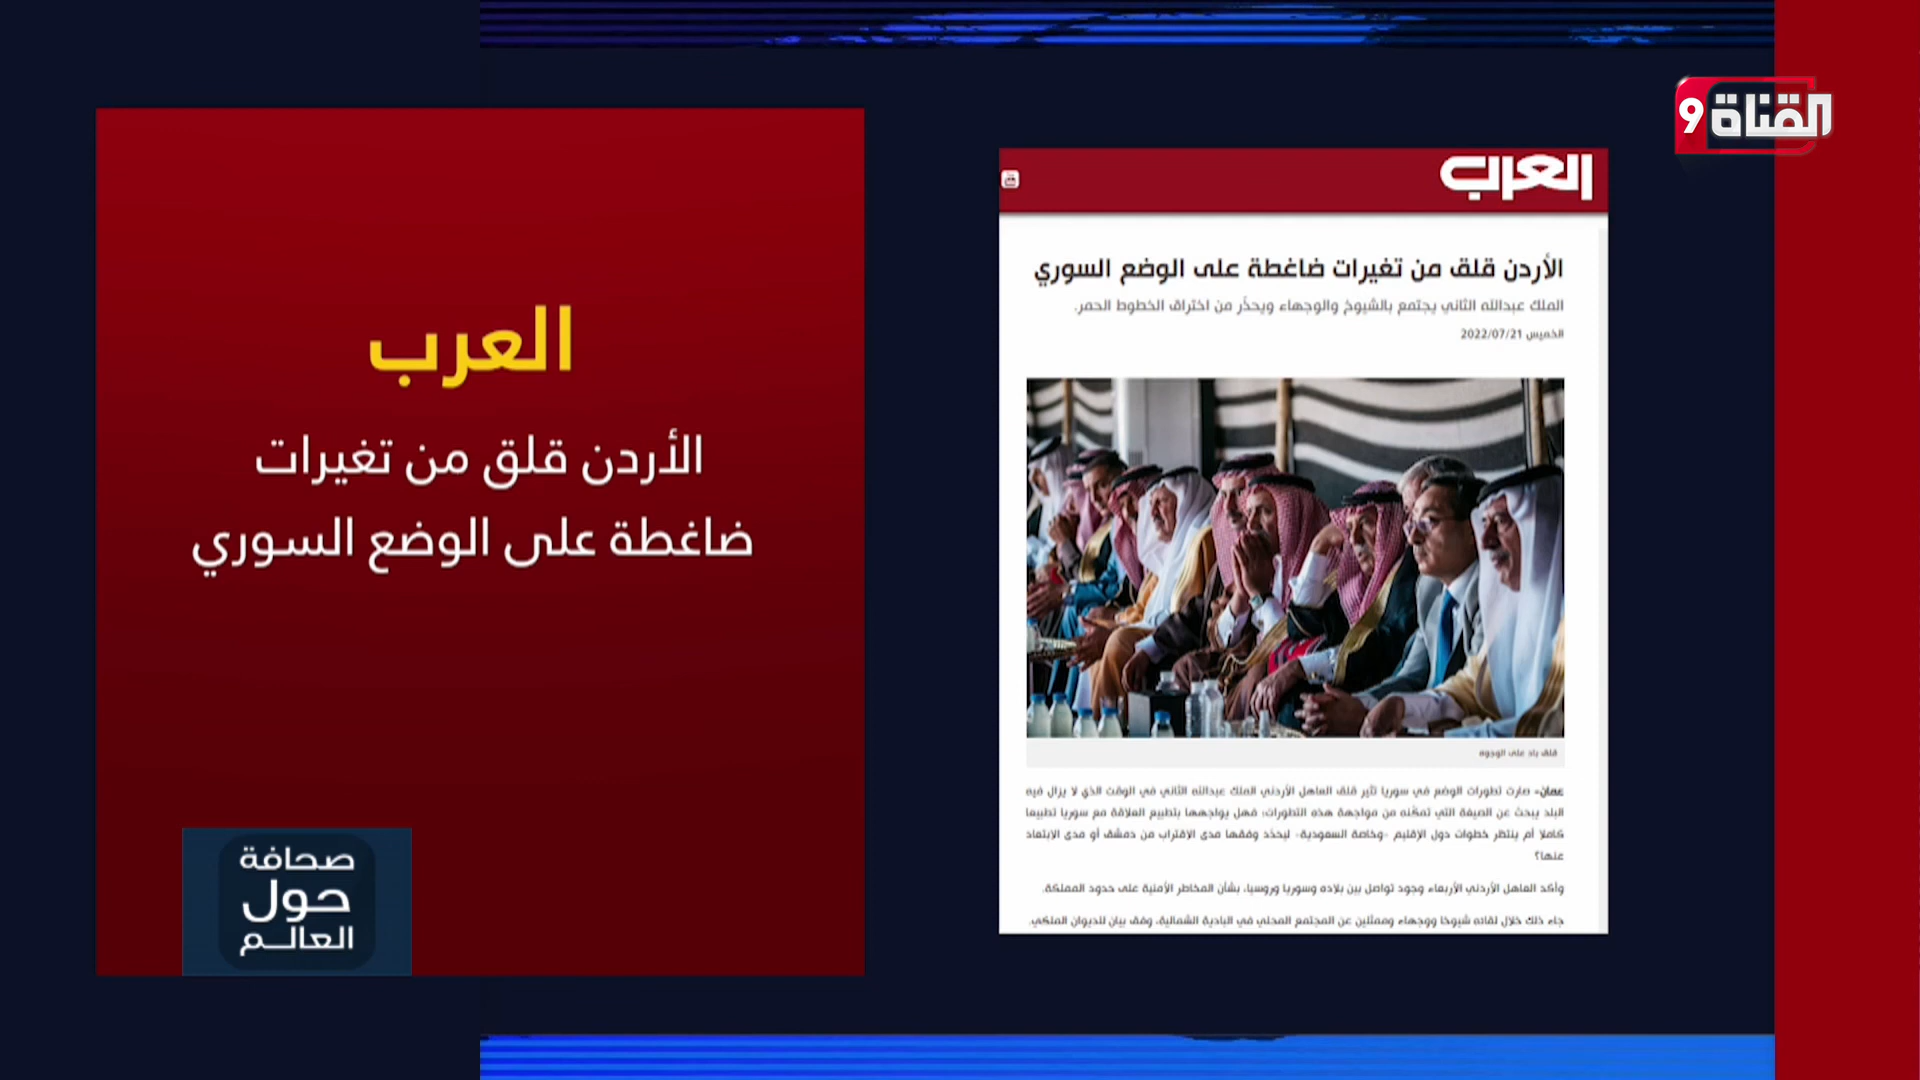 القناة 9
العرب
الأردن قلق من تغيرات
ضاغطة على الوضع السوري
صحافة
حول
العالم
العرب
الأردن قلق من تغيرات ضاغطة على الوضع السوري
الملك عبدالله الثاني يجتمع بالشيوخ والوجهاء ويحذّر من اختراق الخطوط الحمر.
الخميس 2022/07/21
قلق باد على الوجوه
عمان– صارت تطورات الوضع في سوريا تثير قلق العاهل الأردني الملك عبدالله الثاني في الوقت الذي لا يزال فيه
البلد يبحث عن الصيغة التي تمكّنه من مواجهة هذه التطورات؛ فهل يواجهها بتطبيع العلاقة مع سوريا تطبيعا
كاملا أم ينتظر خطوات دول الإقليم –وخاصة السعودية– ليحدّد وفقها مدى الاقتراب من دمشق أو مدى الابتعاد
عنها؟
وأكد العاهل الأردني الأربعاء وجود تواصل بين بلاده وسوريا وروسيا، بشأن المخاطر الأمنية على حدود المملكة.
جاء ذلك خلال لقائه شيوخا ووجهاء وممثلين عن المجتمع المحلي في البادية الشمالية، وفق بيان للديوان الملكي.